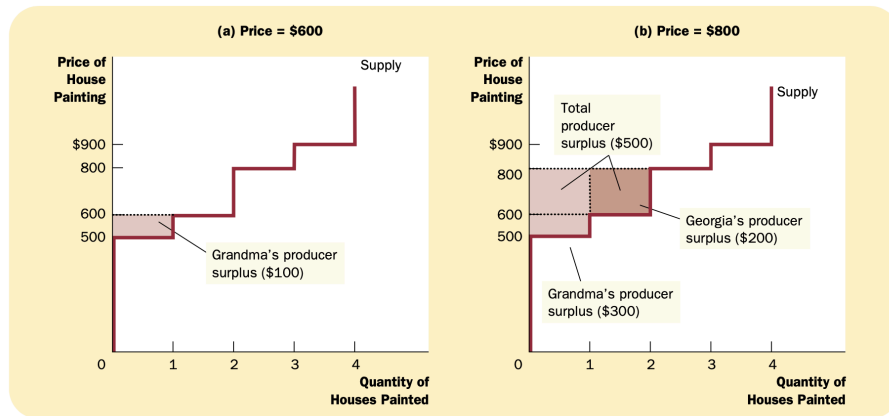 (a) Price = $600
Price of
House
Painting
Supply
$900
800
600
500
Grandma's producer
surplus ($100)
0
1
2
3
4
Quantity of
Houses Painted
(b) Price = $800
Price of
House
Painting
Supply
Total
producer
surplus ($500)
$900
800
600
500
Georgia's producer
surplus ($200)
Grandma's producer
surplus ($300)
0
1
2
3
4
Quantity of
Houses Painted